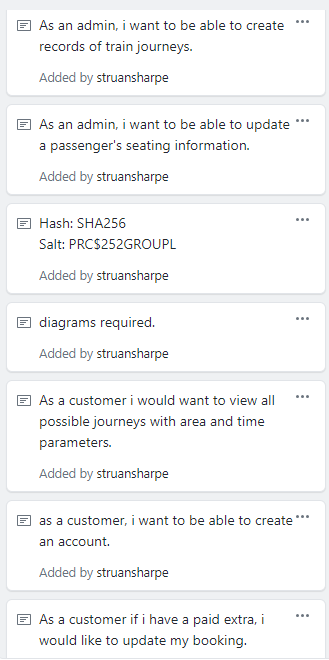 As an admin, i want to be able to create
records of train journeys.
Added by struansharpe
As an admin, i want to be able to update
a passenger's seating information.
Added by struansharpe
Hash: SHA256
Salt: PRC$252GROUPL
Added by struansharpe
diagrams required.
Added by struansharpe
As a customer i would want to view all
possible journeys with area and time
parameters.
Added by struansharpe
as a customer, i want to be able to create
an account.
Added by struansharpe
As a customer if i have a paid extra, i
would like to update my booking.